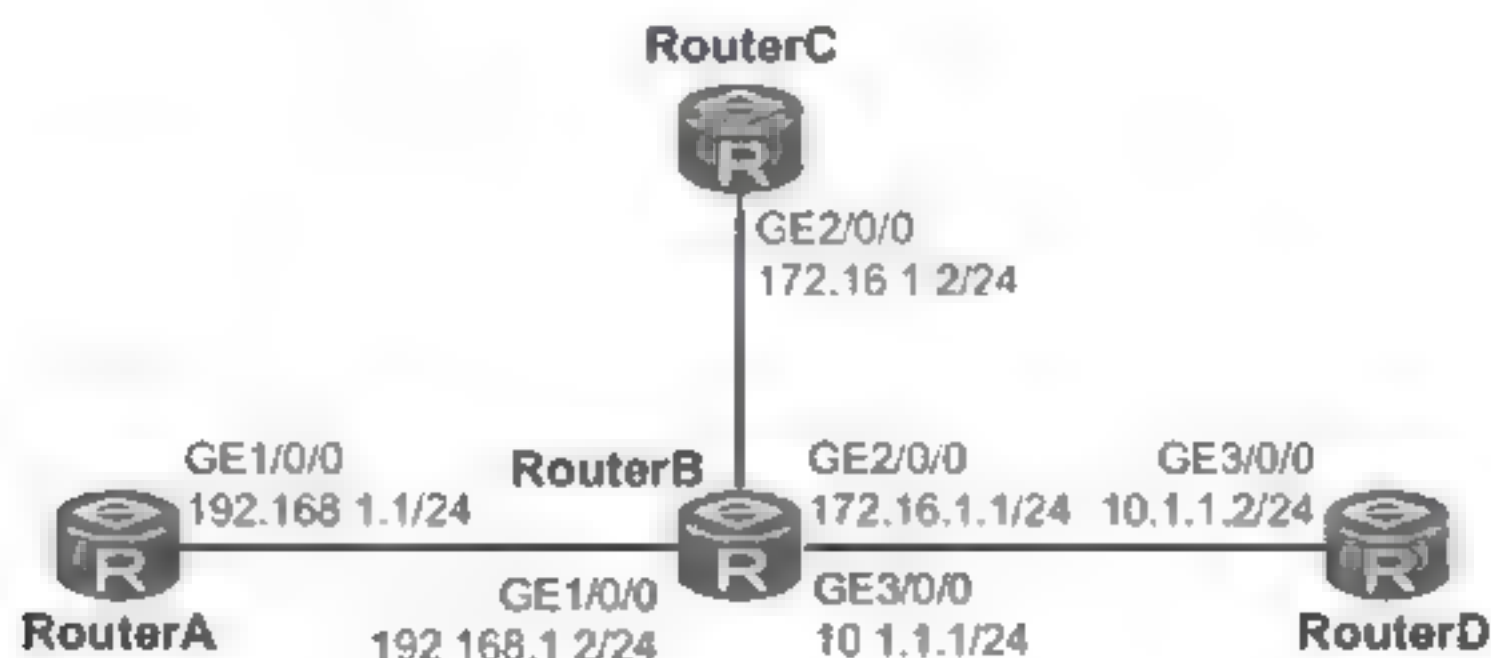 RouterC
R
GE2/0/0
172.16 1 2/24
GE1/0/0
192.168 1.1/24
RouterB
GE2/0/0
172.16.1.1/24
GE3/0/0
10.1.1.2/24
R
R
R
GE1/0/0
192 168.1 2/24
GE3/0/0
10 1.1.1/24
RouterA
RouterD